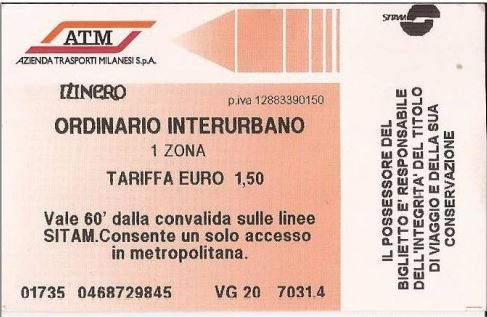 ATM
AZIENDA TRASPORTI MILANESI S.p.A.
ITINERO
p.iva 12883390150
ORDINARIO INTERURBANO
1 ZONA
TARIFFA EURO 1,50
Vale 60' dalla convalida sulle linee
SITAM.Consente un solo accesso
in metropolitana.
01735 0468729845 VG 20 7031.4
SITAM
IL POSSESSORE DEL
BIGLIETTO E' RESPONSABILE
DELL'INTEGRITA' DEL TITOLO
DI VIAGGIO E DELLA SUA
CONSERVAZIONE